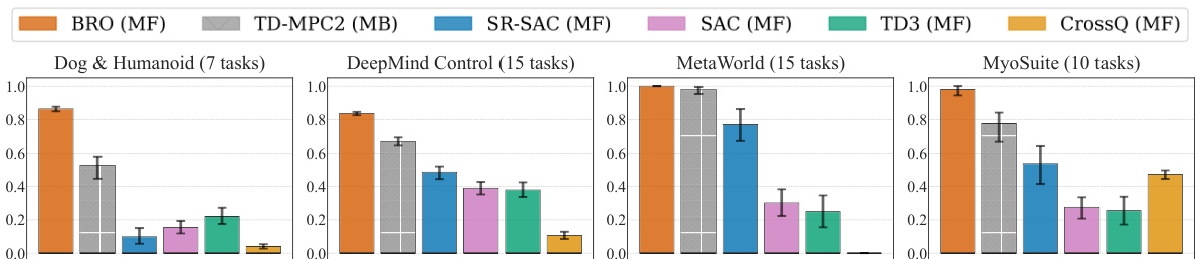 BRO (MF) TD-MPC2 (MB) SR-SAC (MF) SAC (MF) TD3 (MF) CrossQ (MF)
Dog & Humanoid (7 tasks) DeepMind Control (15 tasks) MetaWorld (15 tasks) MyoSuite (10 tasks)
1.0 1.0 1.0 1.0
0.8 0.8 0.8 0.8
0.6 0.6 0.6 0.6
0.4 0.4 0.4 0.4
0.2 0.2 0.2 0.2
0.0 0.0 0.0 0.0